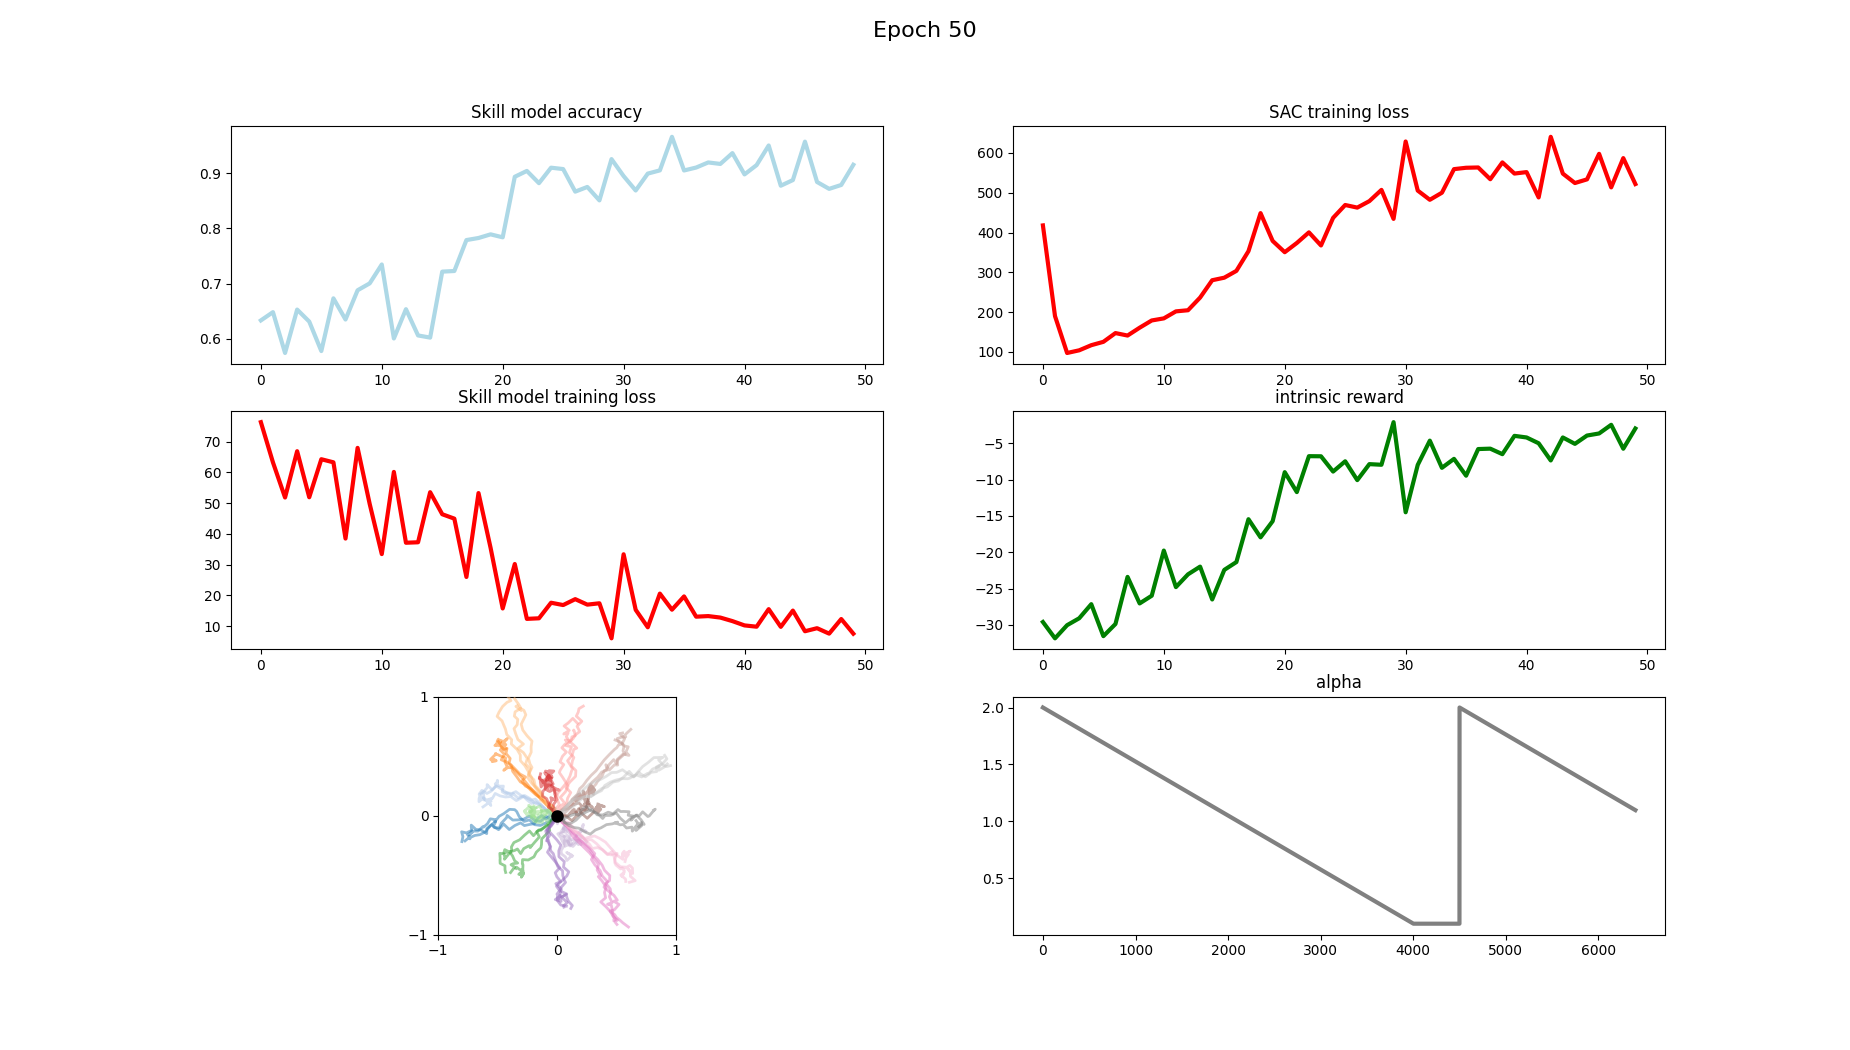 Epoch 50
Skill model accuracy
0.9
0.8
0.7
0.6
0 10 20 30 40 50
SAC training loss
600
500
400
300
200
100
0 10 20 30 40 50
Skill model training loss
70
60
50
40
30
20
10
0 10 20 30 40 50
intrinsic reward
−5
−10
−15
−20
−25
−30
0 10 20 30 40 50
1
0
−1
−1 0 1
alpha
2.0
1.5
1.0
0.5
0 1000 2000 3000 4000 5000 6000